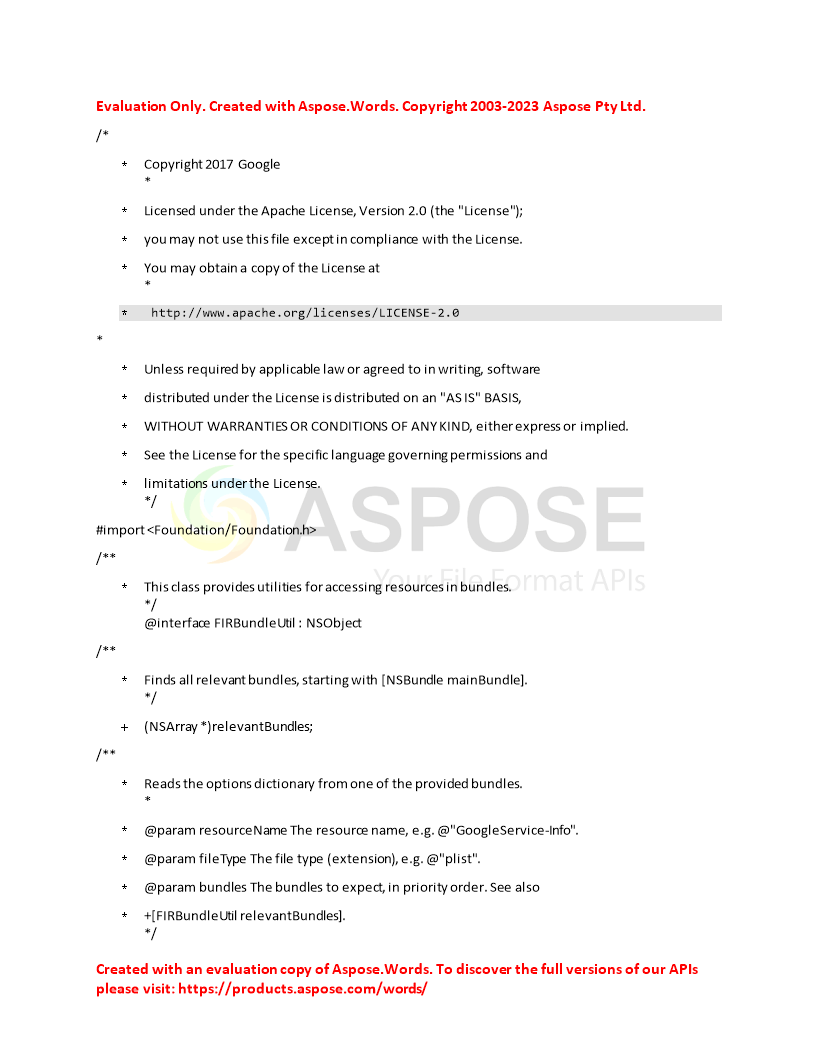 Evaluation Only. Created with Aspose.Words. Copyright 2003-2023 Aspose Pty Ltd.
/*
* Copyright 2017 Google
*
* Licensed under the Apache License, Version 2.0 (the "License");
* you may not use this file except in compliance with the License.
* You may obtain a copy of the License at
*
* http://www.apache.org/licenses/LICENSE-2.0
*
* Unless required by applicable law or agreed to in writing, software
* distributed under the License is distributed on an "AS IS" BASIS,
* WITHOUT WARRANTIES OR CONDITIONS OF ANY KIND, either express or implied.
* See the License for the specific language governing permissions and
* limitations under the License.
*/
ASPOSE
#import <Foundation/Foundation.h>
/**
Your File Format APIs
* This class provides utilities for accessing resources in bundles.
*/
@interface FIRBundleUtil : NSObject
/**
* Finds all relevant bundles, starting with [NSBundle mainBundle].
*/
+ (NSArray *)relevantBundles;
/**
* Reads the options dictionary from one of the provided bundles.
*
* @param resourceName The resource name, e.g. @"GoogleService-Info".
* @param fileType The file type (extension), e.g. @"plist".
* @param bundles The bundles to expect, in priority order. See also
* +[FIRBundleUtil relevantBundles].
*/
Created with an evaluation copy of Aspose.Words. To discover the full versions of our APIs
please visit: https://products.aspose.com/words/